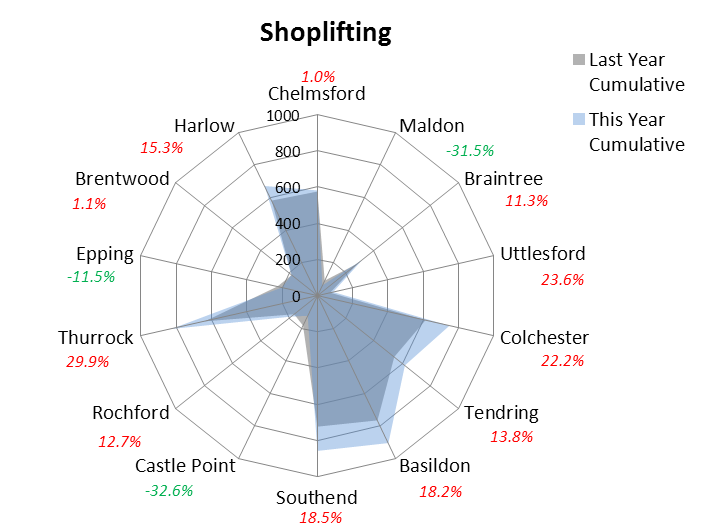 Shoplifting
Last Year
Cumulative
This Year
Cumulative
1.0%
Chelmsford
Maldon
-31.5%
Braintree
11.3%
Uttlesford
23.6%
Colchester
22.2%
Tendring
13.8%
Basildon
18.2%
Southend
18.5%
Castle Point
-32.6%
Rochford
12.7%
Thurrock
29.9%
Epping
-11.5%
Brentwood
1.1%
Harlow
15.3%
1000
800
600
400
200
0